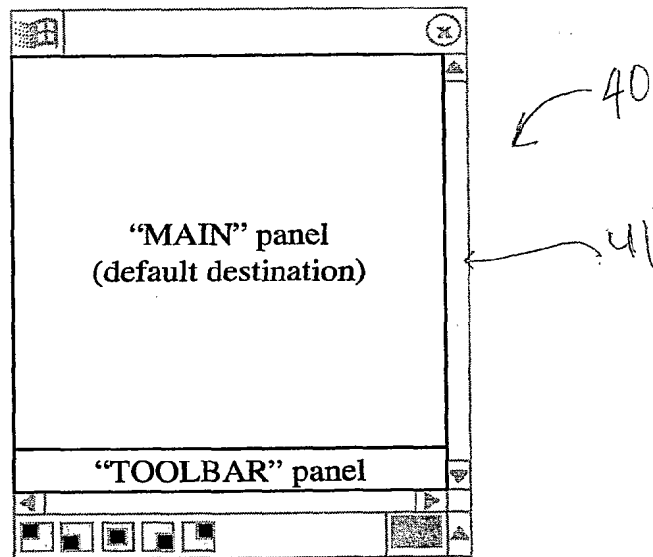 x
40
“MAIN” panel
(default destination)
41
“TOOLBAR” panel